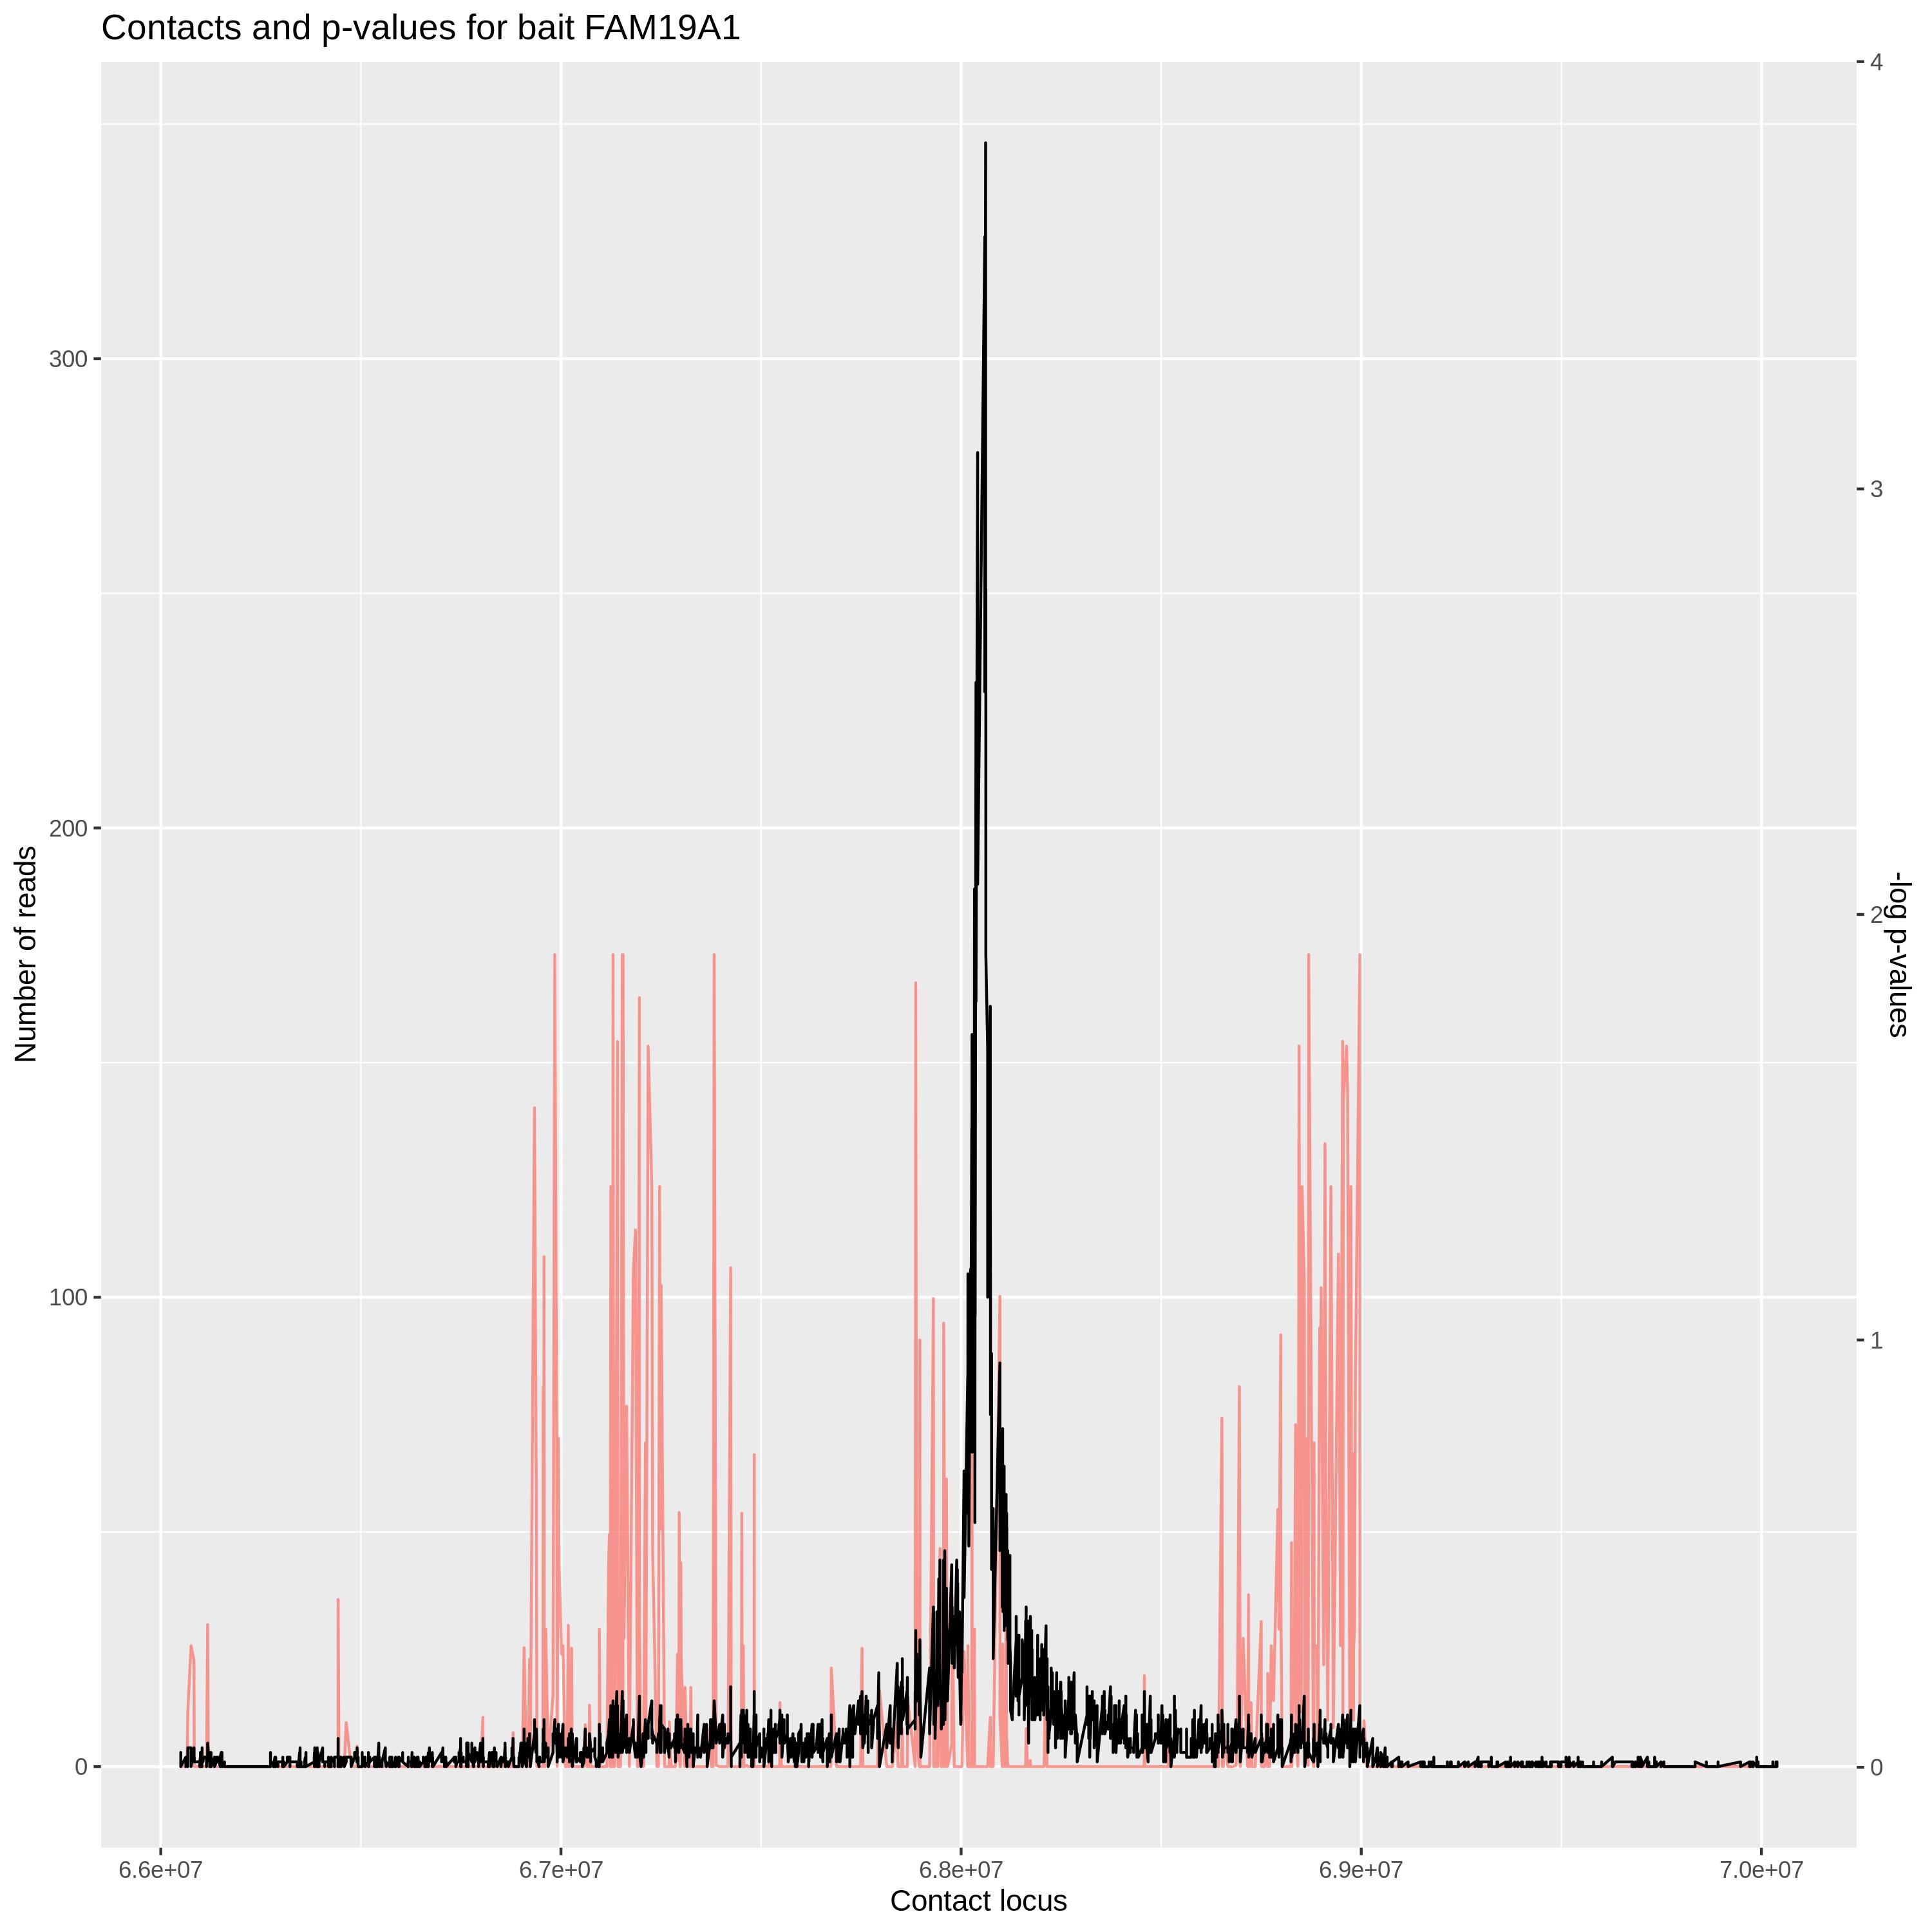 Contacts and p-values for bait FAM19A1
4
300
3
200
2
100
1
0
0
Number of reads
-log p-values
6.6e+07 6.7e+07 6.8e+07 6.9e+07 7.0e+07
Contact locus